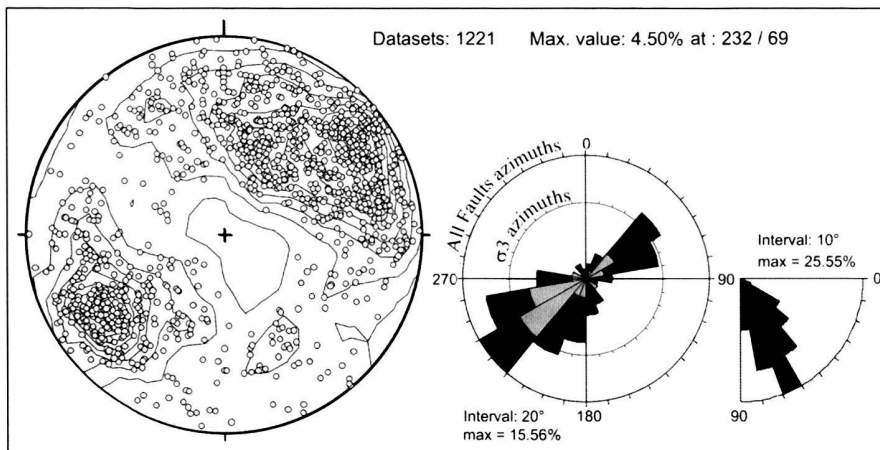 Datasets: 1221 Max. value: 4.50% at : 232 / 69
0
All Faults azimuths
σ3 azimuths
270
90
180
Interval: 20°
max = 15.56%
Interval: 10°
max = 25.55%
0
90